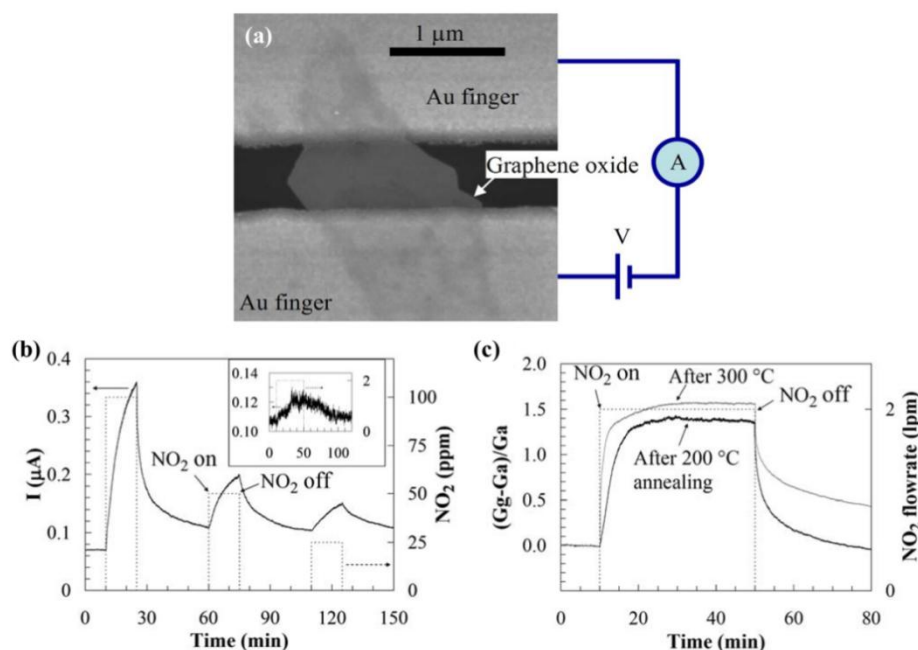 (a)
1 μm
Au finger
Graphene oxide
A
V
Au finger
(b)
0.4
0.3
0.2
0.1
0
I (μA)
0.14
0.12
0.10
2
1
0
0 50 100
NO₂ on
NO₂ off
100
75
50
25
0
NO₂ (ppm)
0 30 60 90 120 150
Time (min)
(c)
2.0
1.5
1.0
0.5
0.0
(Gg-Ga)/Ga
NO₂ on
After 300 °C
NO₂ off
After 200 °C
annealing
2
1
0
NO₂ flowrate (lpm)
0 20 40 60 80
Time (min)